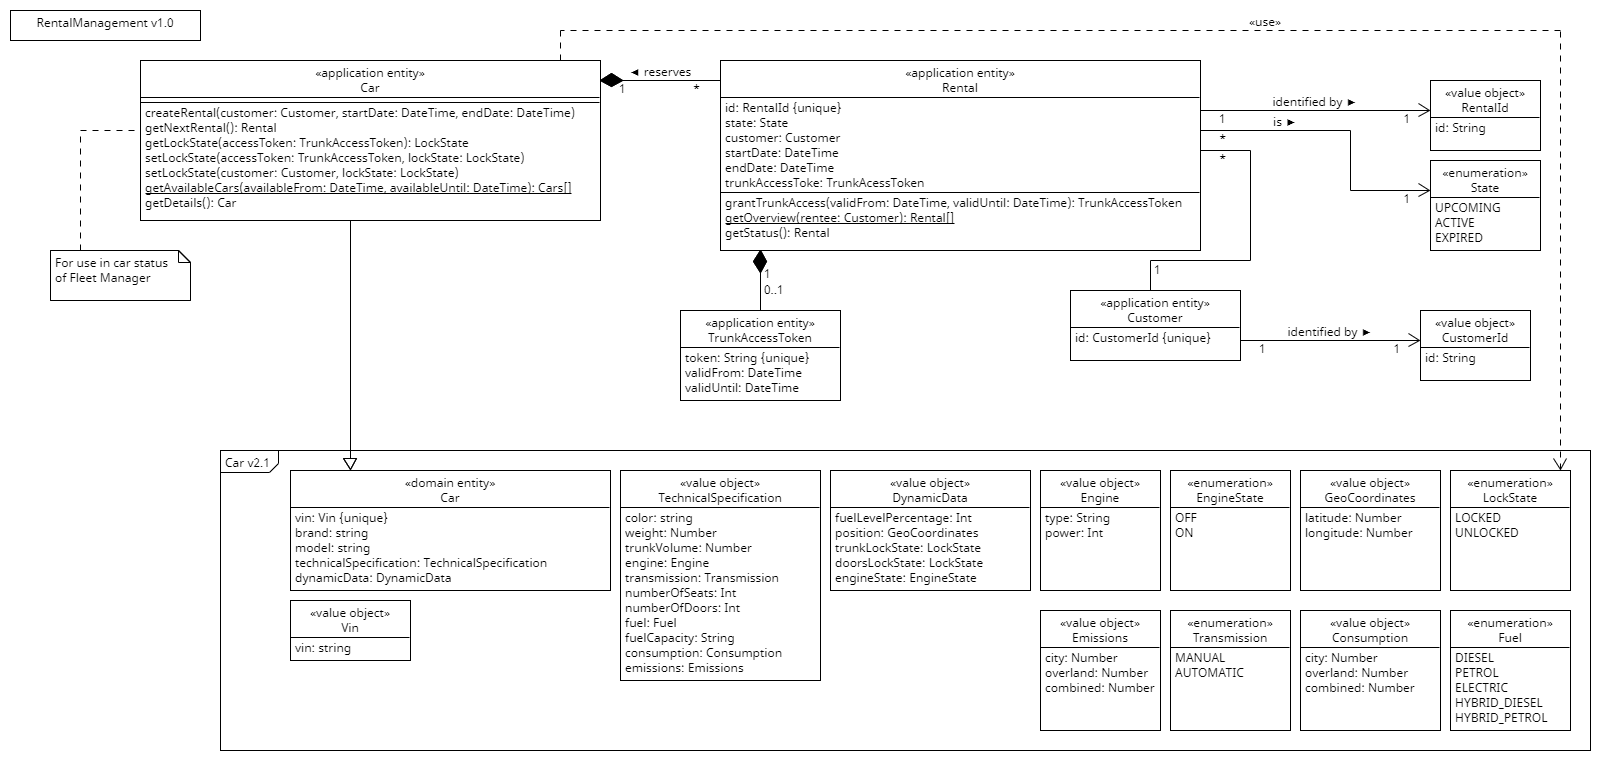 RentalManagement v1.0
«use»
«application entity»
Car
createRental(customer: Customer, startDate: DateTime, endDate: DateTime)
getNextRental(): Rental
getLockState(accessToken: TrunkAccessToken): LockState
setLockState(accessToken: TrunkAccessToken, lockState: LockState)
setLockState(customer: Customer, lockState: LockState)
getAvailableCars(availableFrom: DateTime, availableUntil: DateTime): Cars[]
getDetails(): Car
◄ reserves
1
*
«application entity»
Rental
id: RentalId {unique}
state: State
customer: Customer
startDate: DateTime
endDate: DateTime
trunkAccessToke: TrunkAcessToken
grantTrunkAccess(validFrom: DateTime, validUntil: DateTime): TrunkAccessToken
getOverview(rentee: Customer): Rental[]
getStatus(): Rental
identified by ►
1
1
is ►
*
1
*
1
«value object»
RentalId
id: String
«enumeration»
State
UPCOMING
ACTIVE
EXPIRED
For use in car status
of Fleet Manager
1
0..1
«application entity»
TrunkAccessToken
token: String {unique}
validFrom: DateTime
validUntil: DateTime
«application entity»
Customer
id: CustomerId {unique}
identified by ►
1
1
«value object»
CustomerId
id: String
Car v2.1
«domain entity»
Car
vin: Vin {unique}
brand: string
model: string
technicalSpecification: TechnicalSpecification
dynamicData: DynamicData
«value object»
Vin
vin: string
«value object»
TechnicalSpecification
color: string
weight: Number
trunkVolume: Number
engine: Engine
transmission: Transmission
numberOfSeats: Int
numberOfDoors: Int
fuel: Fuel
fuelCapacity: String
consumption: Consumption
emissions: Emissions
«value object»
DynamicData
fuelLevelPercentage: Int
position: GeoCoordinates
trunkLockState: LockState
doorsLockState: LockState
engineState: EngineState
«value object»
Engine
type: String
power: Int
«enumeration»
EngineState
OFF
ON
«value object»
GeoCoordinates
latitude: Number
longitude: Number
«enumeration»
LockState
LOCKED
UNLOCKED
«value object»
Emissions
city: Number
overland: Number
combined: Number
«enumeration»
Transmission
MANUAL
AUTOMATIC
«value object»
Consumption
city: Number
overland: Number
combined: Number
«enumeration»
Fuel
DIESEL
PETROL
ELECTRIC
HYBRID_DIESEL
HYBRID_PETROL